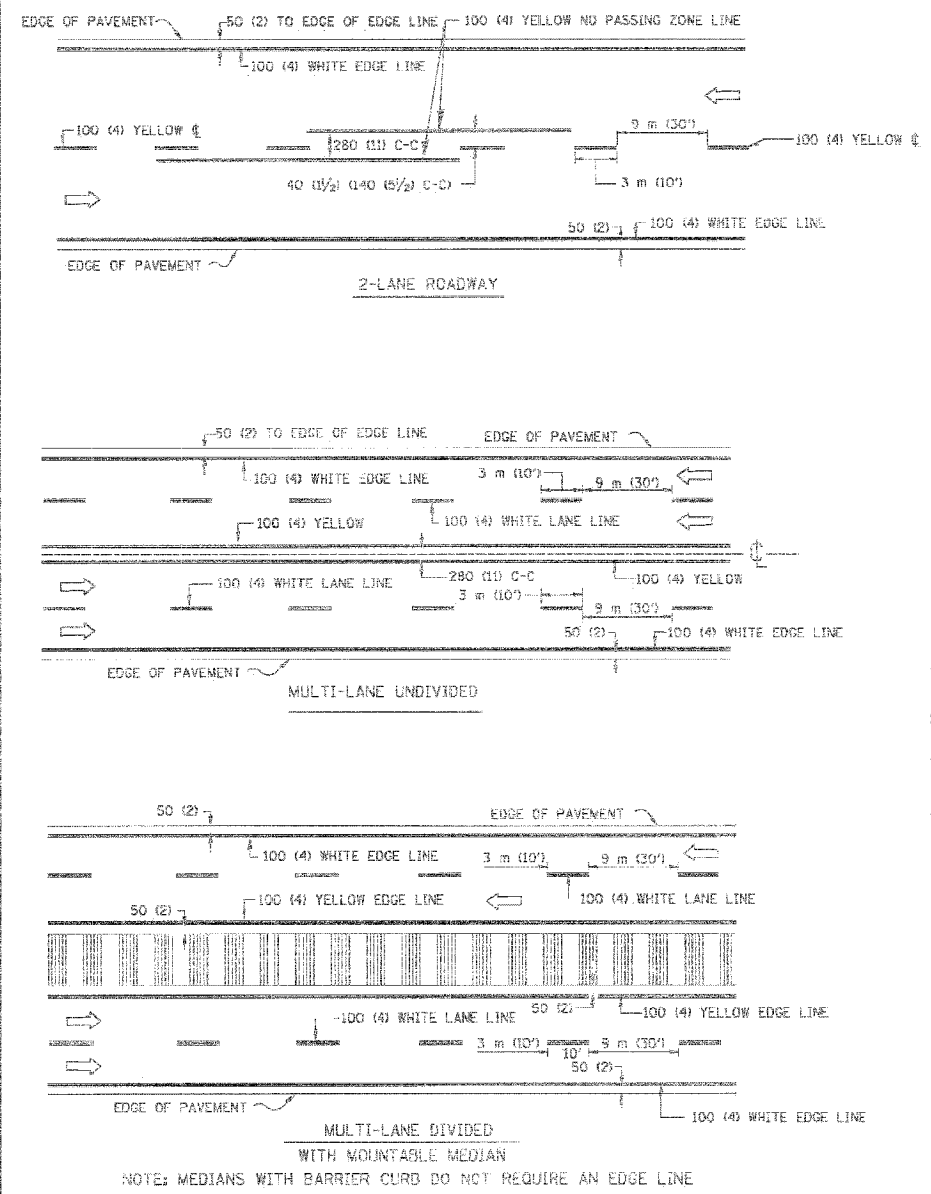 EDGE OF PAVEMENT
50 (2) TO EDGE OF EDGE LINE
100 (4) YELLOW NO PASSING ZONE LINE
100 (4) WHITE EDGE LINE
9 m (30')
100 (4) YELLOW ℄
280 (11) C-C
100 (4) YELLOW ℄
40 (1½) (140 (5½) C-C)
3 m (10')
50 (2)
100 (4) WHITE EDGE LINE
EDGE OF PAVEMENT
2-LANE ROADWAY
50 (2) TO EDGE OF EDGE LINE
EDGE OF PAVEMENT
100 (4) WHITE EDGE LINE
3 m (10')
9 m (30')
100 (4) YELLOW
100 (4) WHITE LANE LINE
℄
100 (4) WHITE LANE LINE
280 (11) C-C
100 (4) YELLOW
3 m (10')
9 m (30')
50 (2)
100 (4) WHITE EDGE LINE
EDGE OF PAVEMENT
MULTI-LANE UNDIVIDED
50 (2)
EDGE OF PAVEMENT
100 (4) WHITE EDGE LINE
3 m (10')
9 m (30')
50 (2)
100 (4) YELLOW EDGE LINE
100 (4) WHITE LANE LINE
50 (2)
100 (4) YELLOW EDGE LINE
100 (4) WHITE LANE LINE
3 m (10')
10'
9 m (30')
50 (2)
EDGE OF PAVEMENT
100 (4) WHITE EDGE LINE
MULTI-LANE DIVIDED
WITH MOUNTABLE MEDIAN
NOTE: MEDIANS WITH BARRIER CURB DO NOT REQUIRE AN EDGE LINE